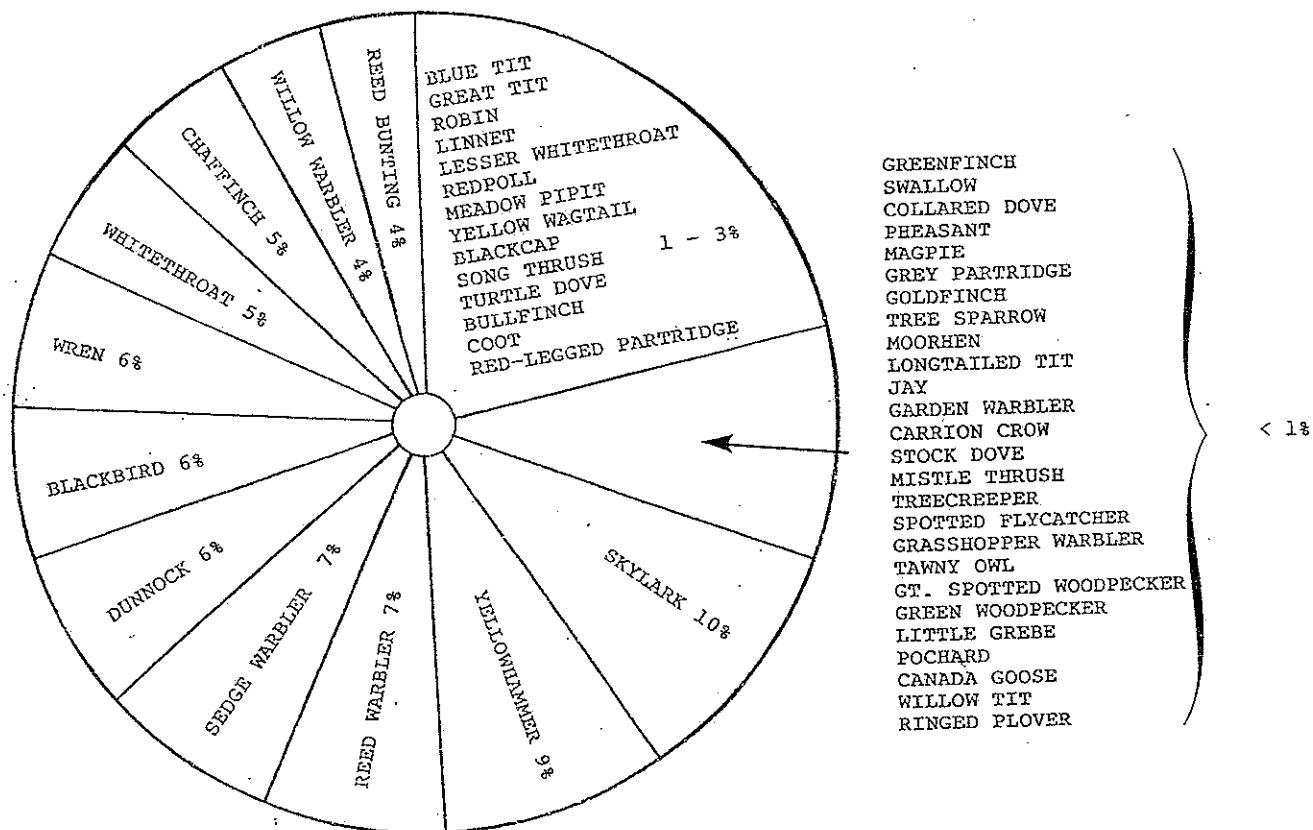 BLUE TIT
GREAT TIT
ROBIN
LINNET
LESSER WHITETHROAT
REDPOLL
MEADOW PIPIT
YELLOW WAGTAIL
BLACKCAP
SONG THRUSH
TURTLE DOVE
BULLFINCH
COOT
RED-LEGGED PARTRIDGE
1 - 3%
GREENFINCH
SWALLOW
COLLARED DOVE
PHEASANT
MAGPIE
GREY PARTRIDGE
GOLDFINCH
TREE SPARROW
MOORHEN
LONGTAILED TIT
JAY
GARDEN WARBLER
CARRION CROW
STOCK DOVE
MISTLE THRUSH
TREECREEPER
SPOTTED FLYCATCHER
GRASSHOPPER WARBLER
TAWNY OWL
GT. SPOTTED WOODPECKER
GREEN WOODPECKER
LITTLE GREBE
POCHARD
CANADA GOOSE
WILLOW TIT
RINGED PLOVER
< 1%
SKYLARK 10%
YELLOWHAMMER 9%
REED WARBLER 7%
SEDGE WARBLER 7%
DUNNOCK 6%
BLACKBIRD 6%
WREN 6%
WHITETHROAT 5%
CHAFFINCH 5%
WILLOW WARBLER 4%
REED BUNTING 4%